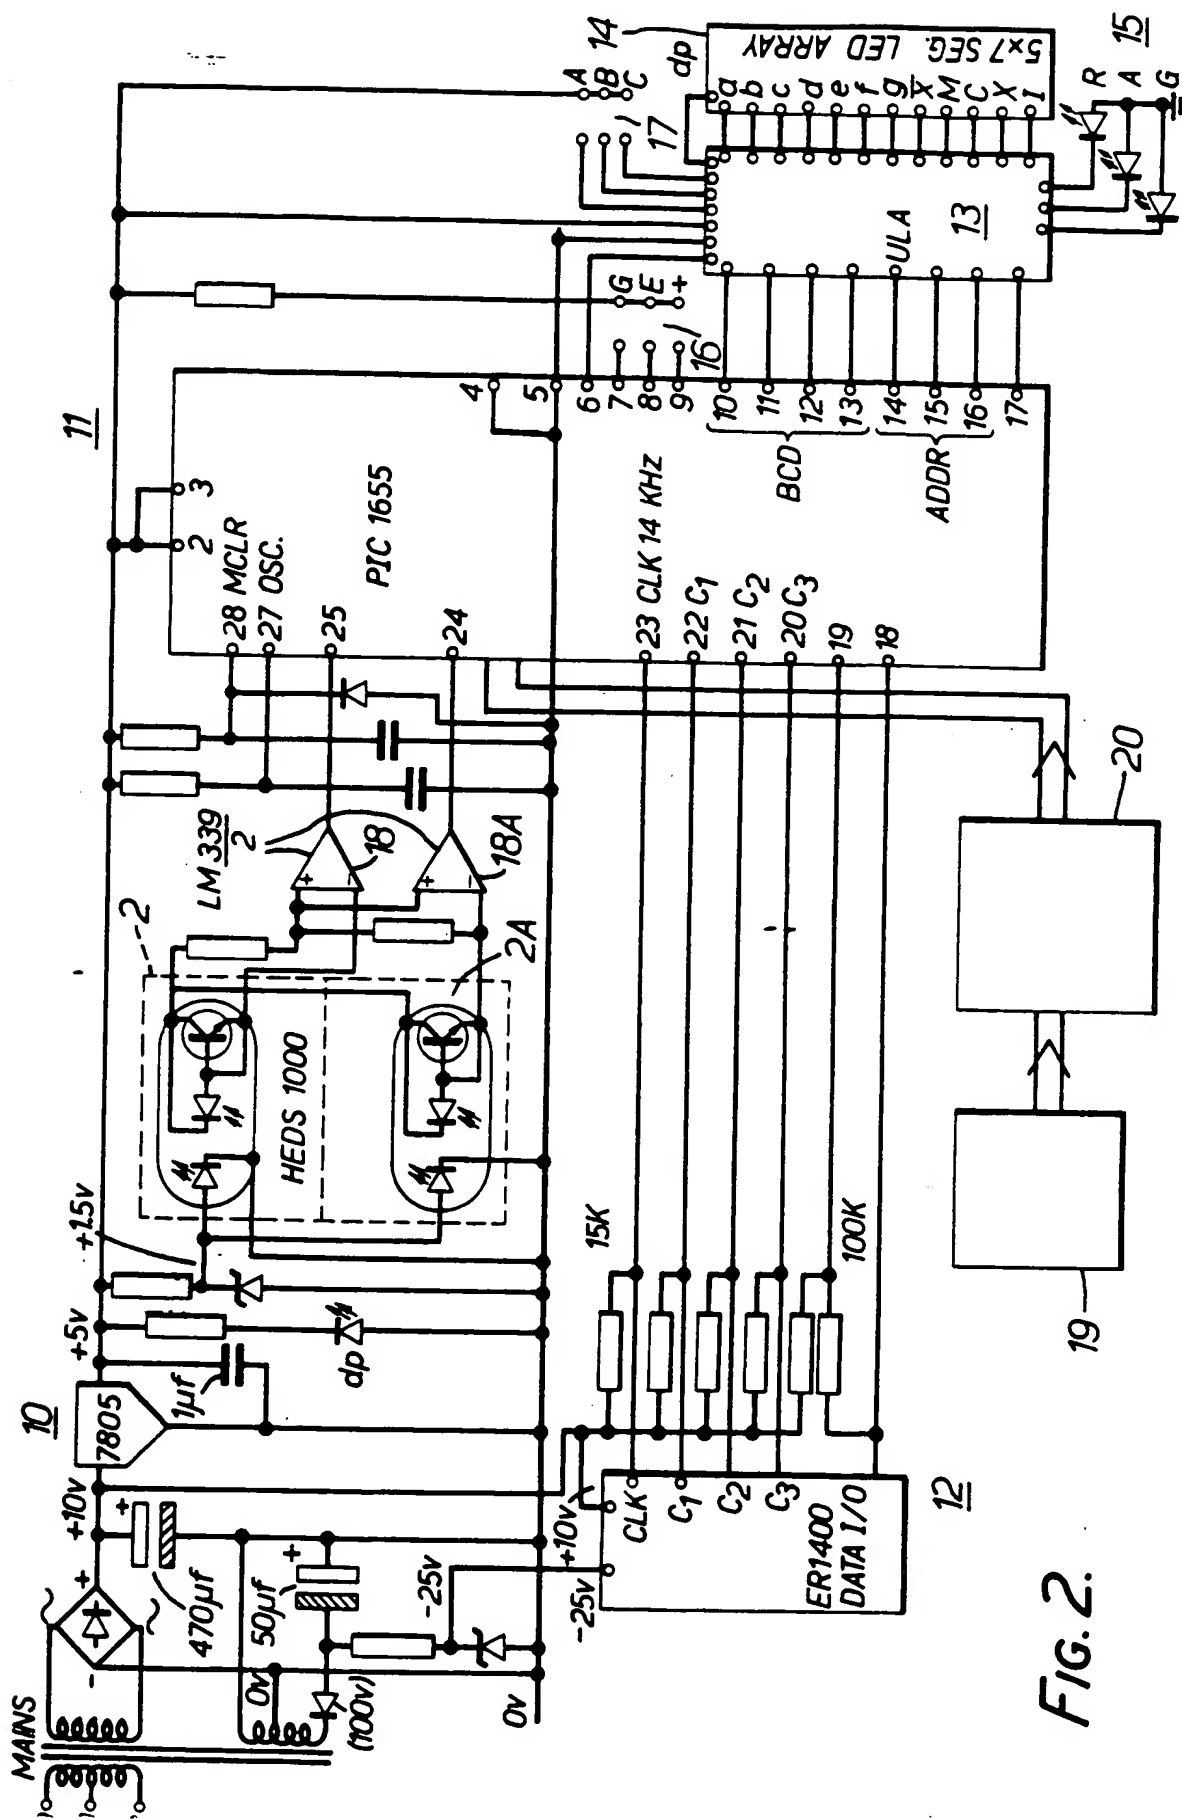 MAINS
+10v
10
7805
+5v
+1.5v
11
+
-
470µf
+
50µf
+
0v
(100v)
-25v
0v
1µf
dp
HEDS 1000
2
2A
LM 339
2
18
18A
+
-
+
-
2
3
28 MCLR
27 OSC.
25
24
PIC 1655
4
5
6
7
8
9
G
E
+
16
10
11
12
13
BCD
14
15
16
ADDR
17
23 CLK 14 KHz
22 C1
21 C2
20 C3
19
18
A
B
C
17
14
dp
a
b
c
d
e
f
g
X̅
M
C
X
I
5x7 SEG. LED ARRAY
ULA
13
15
R
A
G
-25v
+10v
CLK
C1
C2
C3
ER1400
DATA I/O
12
15K
100K
19
20
FIG. 2.